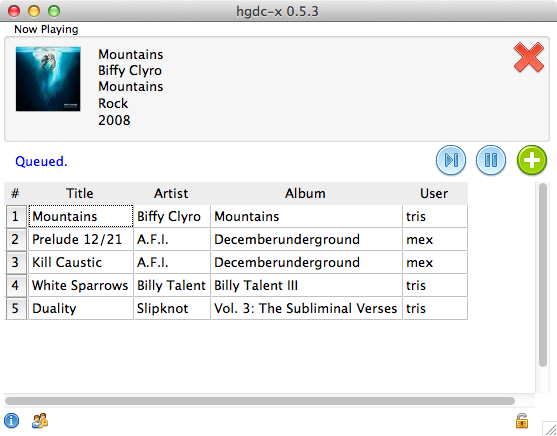 hgdc-x 0.5.3
Now Playing
Mountains
Biffy Clyro
Mountains
Rock
2008
Queued.
# Title Artist Album User
1 Mountains Biffy Clyro Mountains tris
2 Prelude 12/21 A.F.I. Decemberunderground mex
3 Kill Caustic A.F.I. Decemberunderground mex
4 White Sparrows Billy Talent Billy Talent III tris
5 Duality Slipknot Vol. 3: The Subliminal Verses tris